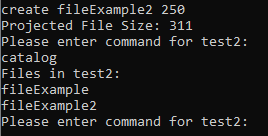 create fileExample2 250
Projected File Size: 311
Please enter command for test2:
catalog
Files in test2:
fileExample
fileExample2
Please enter command for test2: